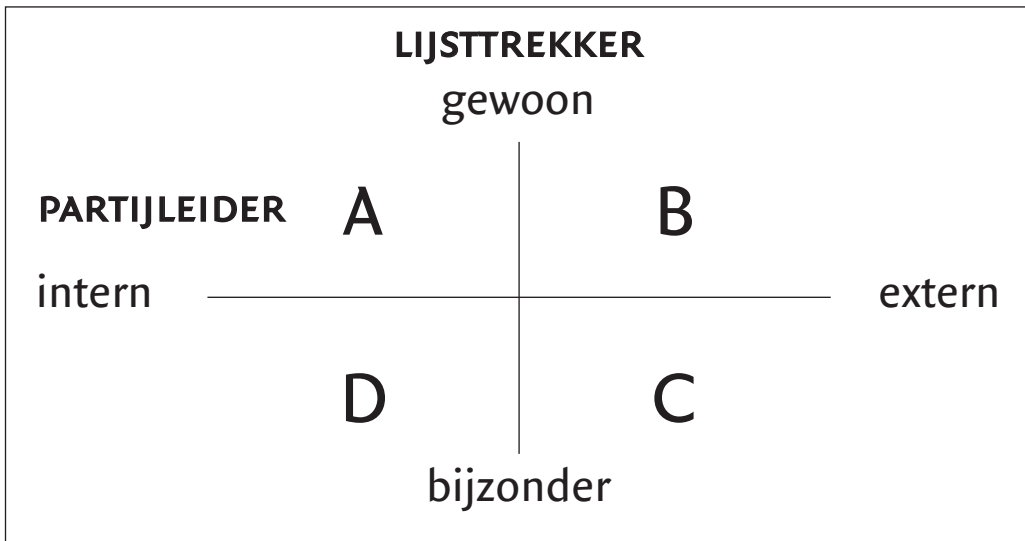 LIJSTTREKKER
gewoon
PARTIJLEIDER A B
intern extern
D C
bijzonder